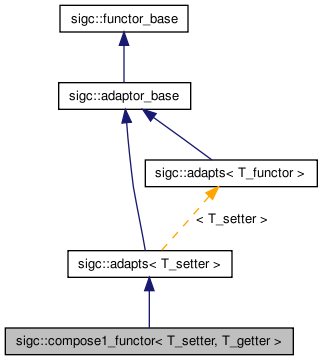 sigc::functor_base
sigc::adaptor_base
sigc::adapts< T_functor >
< T_setter >
sigc::adapts< T_setter >
sigc::compose1_functor< T_setter, T_getter >